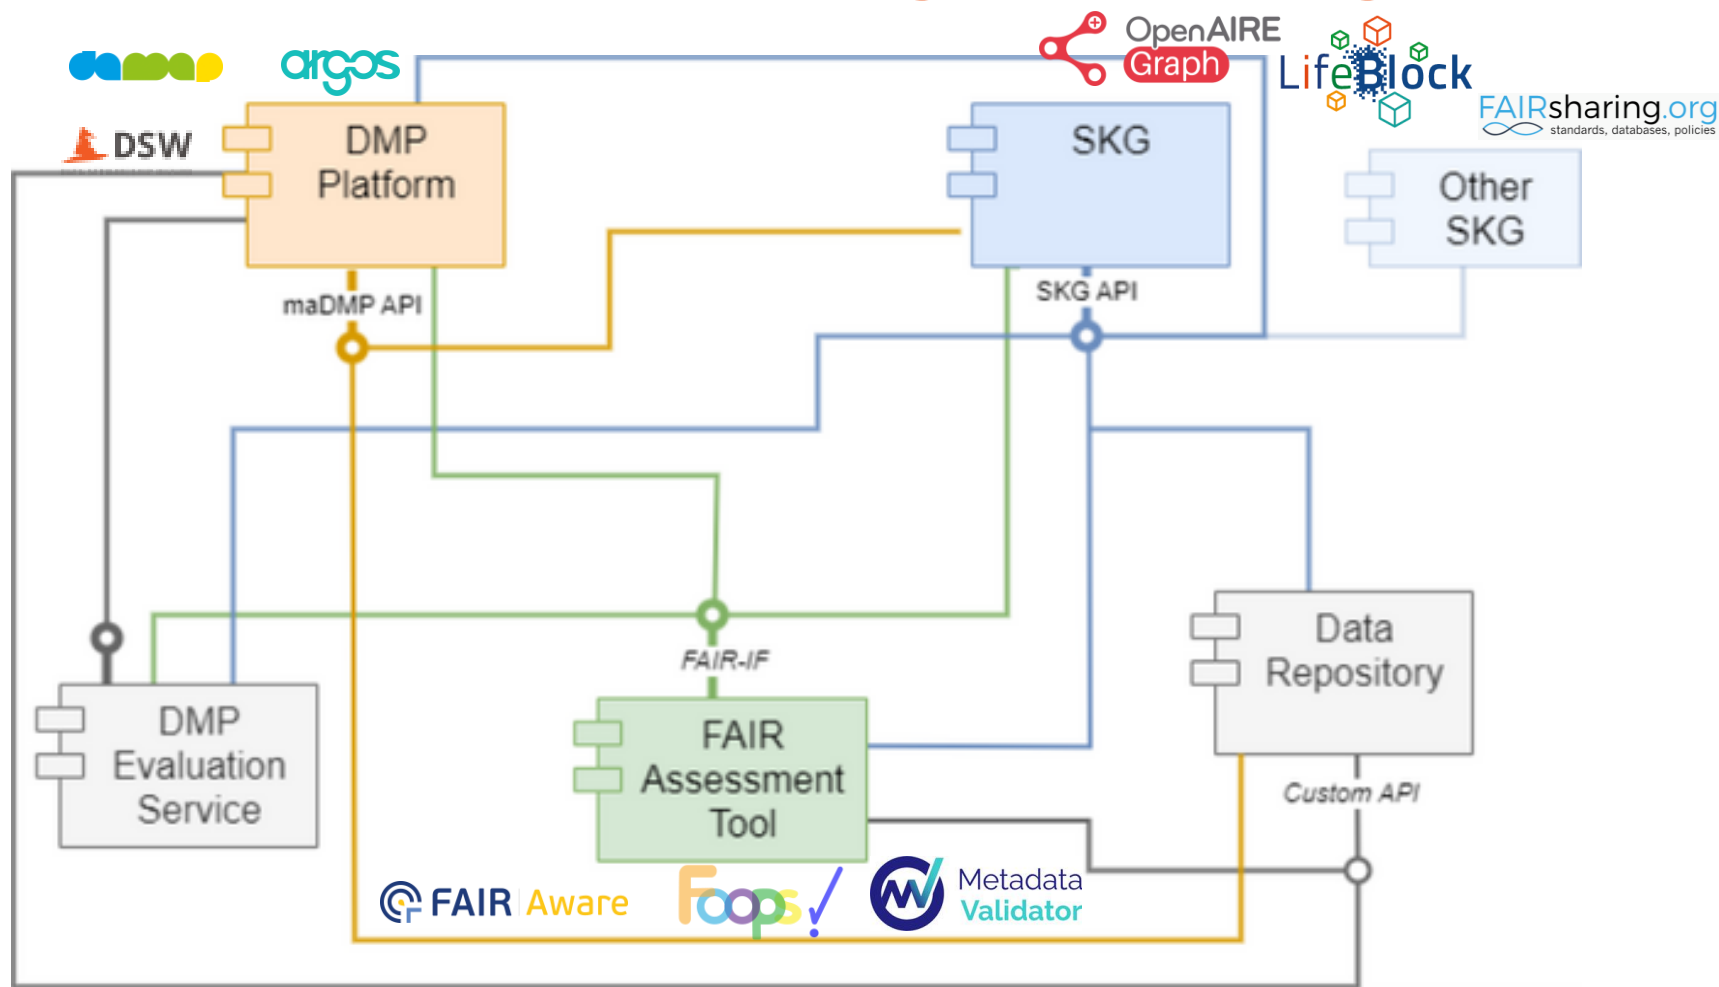 OpenAIRE
Graph
LifeBlock
FAIRsharing.org
standards, databases, policies
damap
argos
DSW
DMP
Platform
SKG
Other
SKG
maDMP API
SKG API
FAIR-IF
DMP
Evaluation
Service
FAIR
Assessment
Tool
Data
Repository
Custom API
FAIR Aware
Foops!
Metadata
Validator